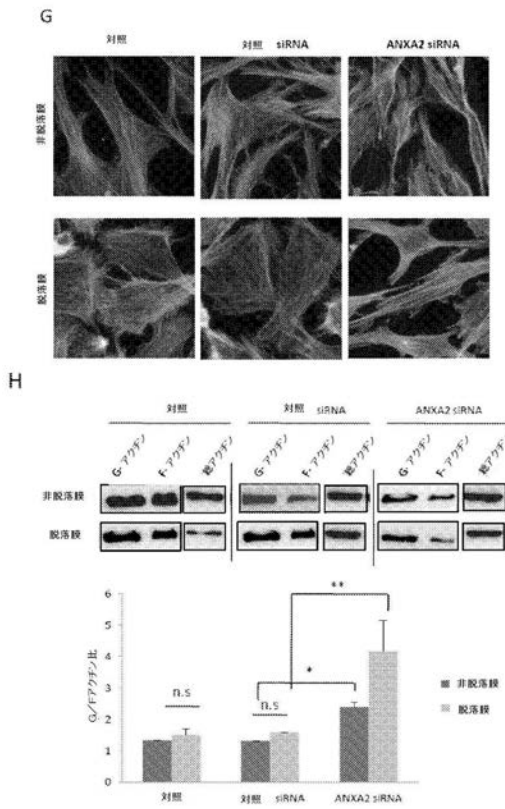 G
対照
対照 siRNA
ANXA2 siRNA
非脱落膜
脱落膜
H
対照
対照 siRNA
ANXA2 siRNA
G-アクチン
F-アクチン
総アクチン
G-アクチン
F-アクチン
総アクチン
G-アクチン
F-アクチン
総アクチン
非脱落膜
脱落膜
G/Fアクチン比
6
5
4
3
2
1
0
n.s
n.s
*
**
非脱落膜
脱落膜
対照
対照 siRNA
ANXA2 siRNA